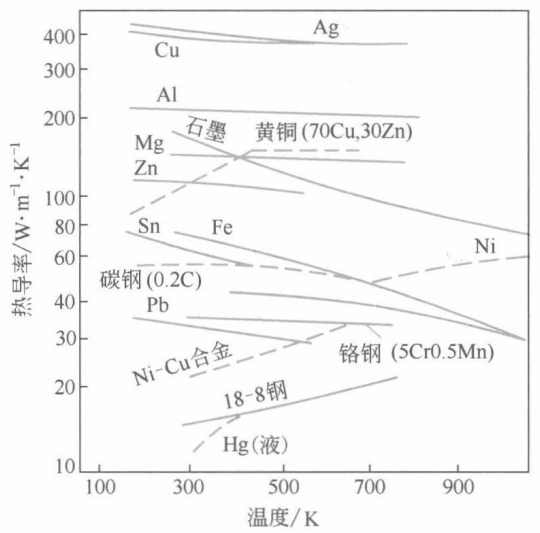 400
300
200
100
80
60
40
30
20
10
热导率/W·m⁻¹·K⁻¹
Ag
Cu
Al
石墨
黄铜(70Cu,30Zn)
Mg
Zn
Sn
Fe
Ni
碳钢(0.2C)
Pb
铬钢(5Cr0.5Mn)
Ni-Cu合金
18-8钢
Hg(液)
100 300 500 700 900
温度/K